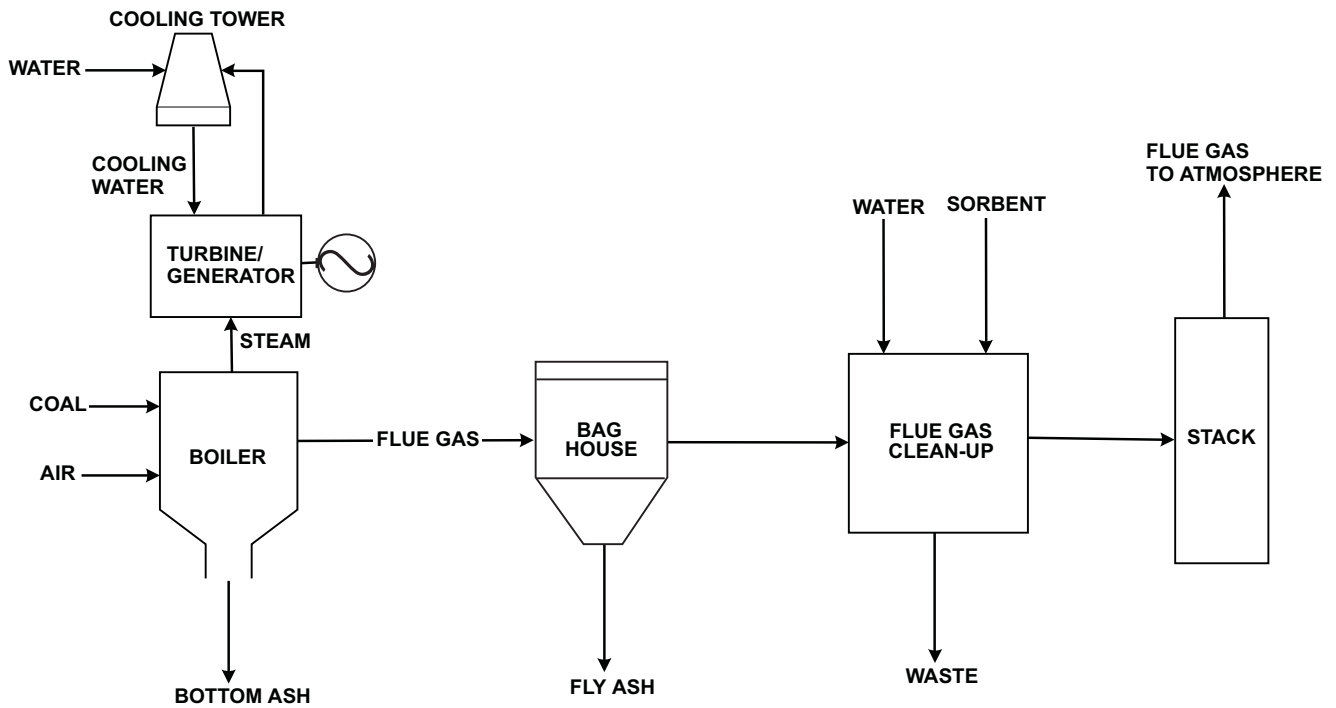 COOLING TOWER
WATER
COOLING
WATER
TURBINE/
GENERATOR
STEAM
COAL
AIR
BOILER
BOTTOM ASH
FLUE GAS
BAG
HOUSE
FLY ASH
WATER
SORBENT
FLUE GAS
CLEAN-UP
WASTE
FLUE GAS
TO ATMOSPHERE
STACK